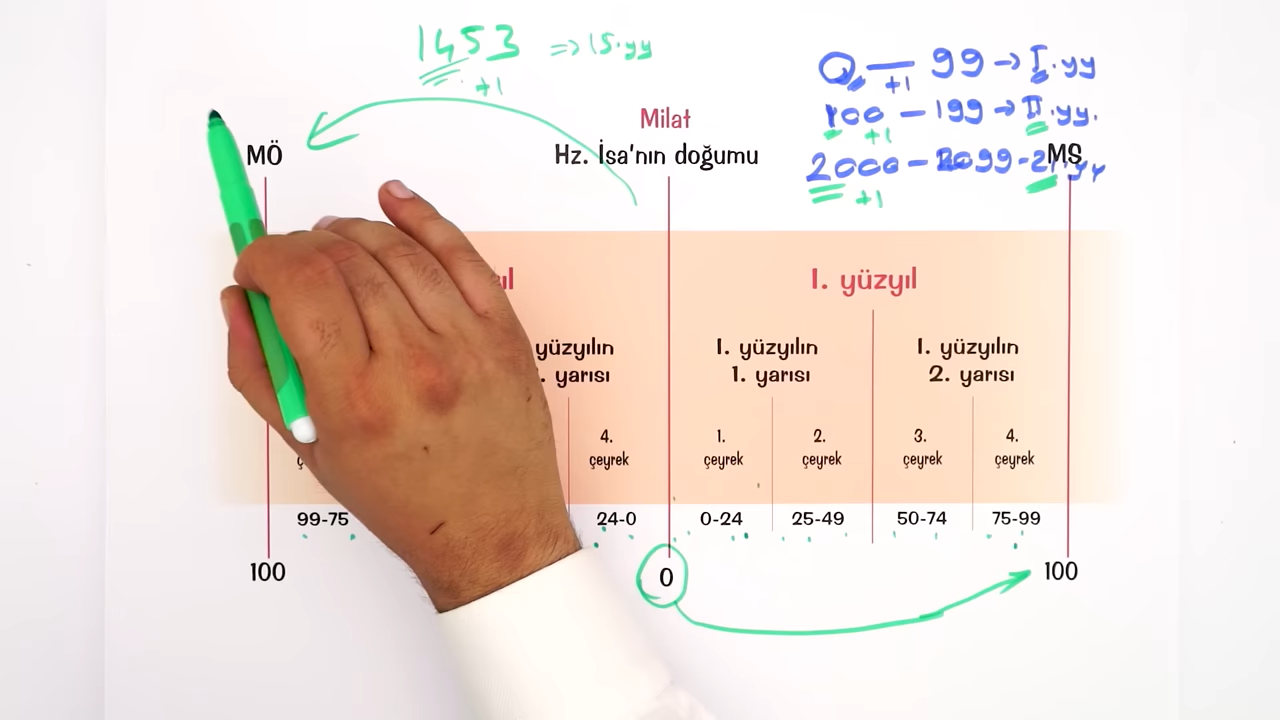 1453 => 15.yy
+1
0 — 99 → I.yy
+1
100 — 199 → II.yy.
+1
2000 — 2099 - 21.yy
+1
Milat
MÖ
Hz. İsa'nın doğumu
MS
I. yüzyıl
yüzyılın
yarısı
I. yüzyılın
1. yarısı
I. yüzyılın
2. yarısı
4.
çeyrek
1.
çeyrek
2.
çeyrek
3.
çeyrek
4.
çeyrek
99-75
24-0
0-24
25-49
50-74
75-99
100
0
100